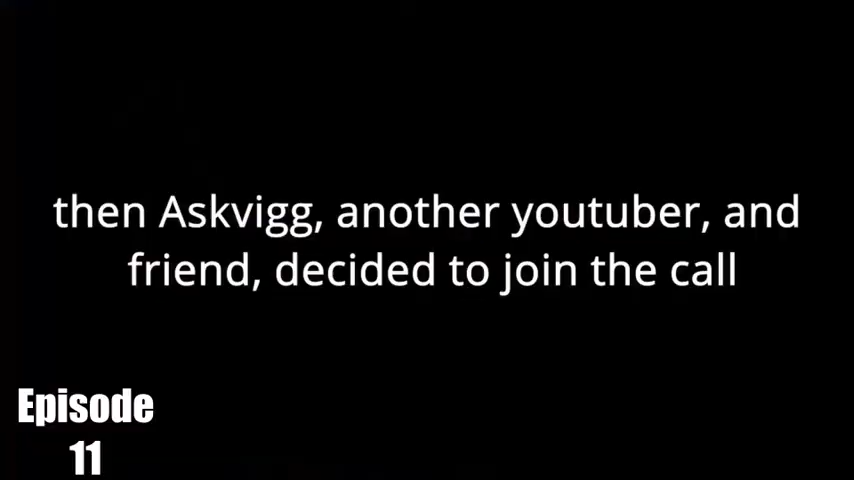 then Askvigg, another youtuber, and
friend, decided to join the call
Episode
11